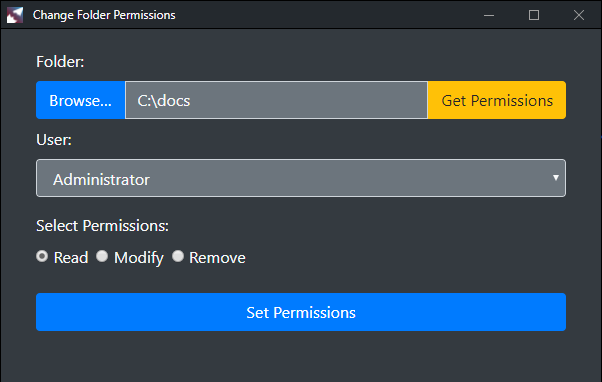 Change Folder Permissions
Folder:
Browse... C:\docs Get Permissions
User:
Administrator
Select Permissions:
Read Modify Remove
Set Permissions